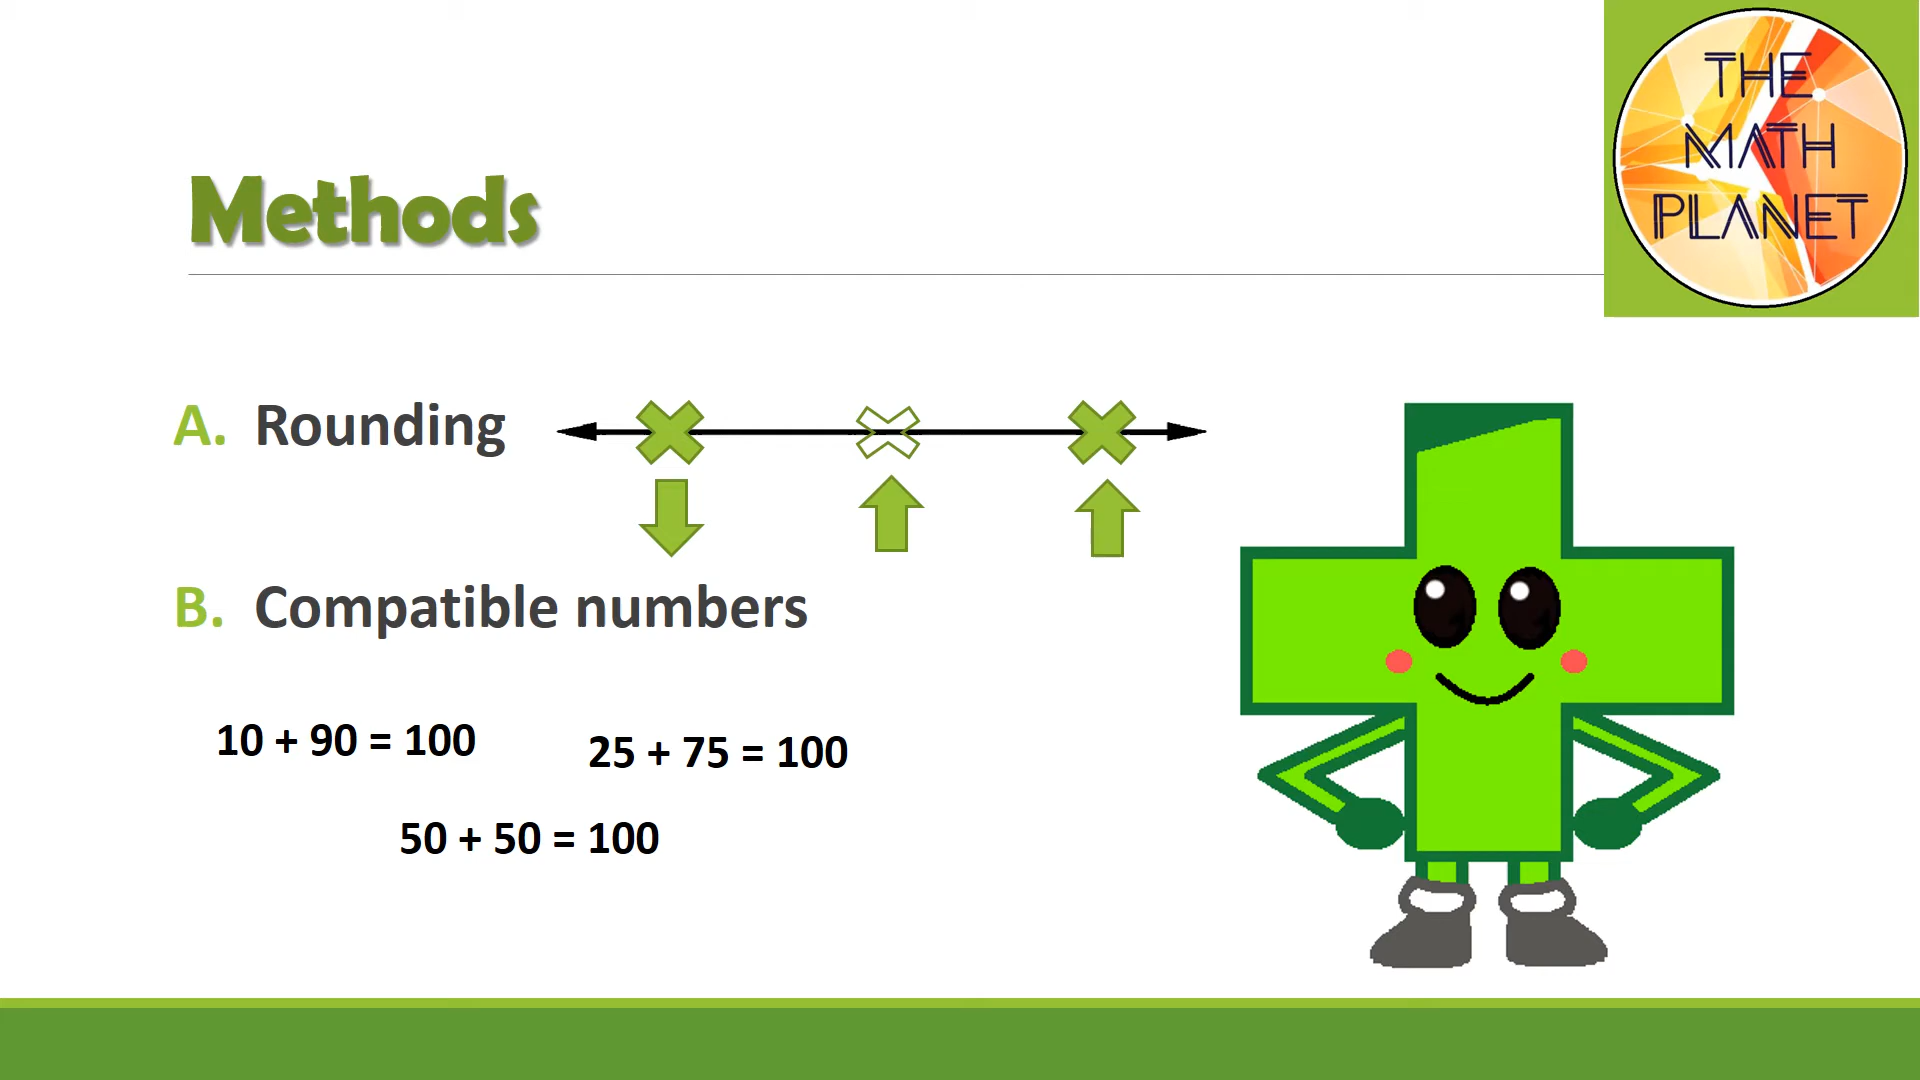 THE
MATH
PLANET
Methods
A. Rounding
B. Compatible numbers
10 + 90 = 100
25 + 75 = 100
50 + 50 = 100